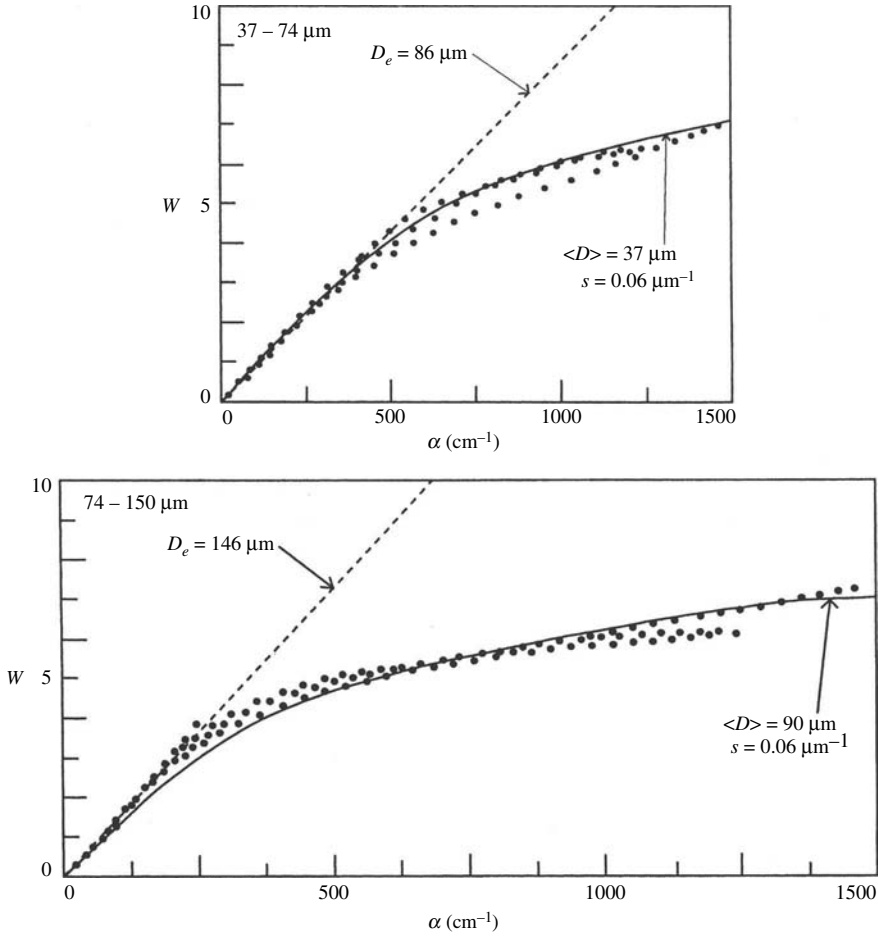 10
37 – 74 μm
D_e = 86 μm
W
5
<D> = 37 μm
s = 0.06 μm⁻¹
0
0
500
1000
1500
α (cm⁻¹)
10
74 – 150 μm
D_e = 146 μm
W
5
<D> = 90 μm
s = 0.06 μm⁻¹
0
0
500
1000
1500
α (cm⁻¹)